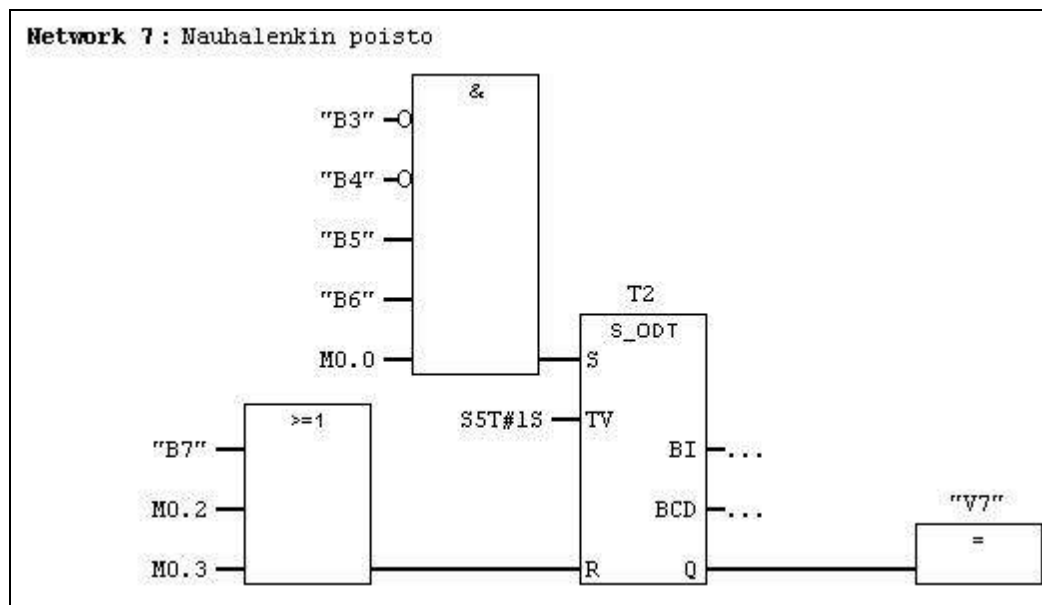 Network 7: Nauhalenkin poisto
&
"B3"
"B4"
"B5"
"B6"
T2
S_ODT
M0.0
S
>=1
S5T#1S
TV
"B7"
BI
...
M0.2
BCD
...
"V7"
=
M0.3
R
Q